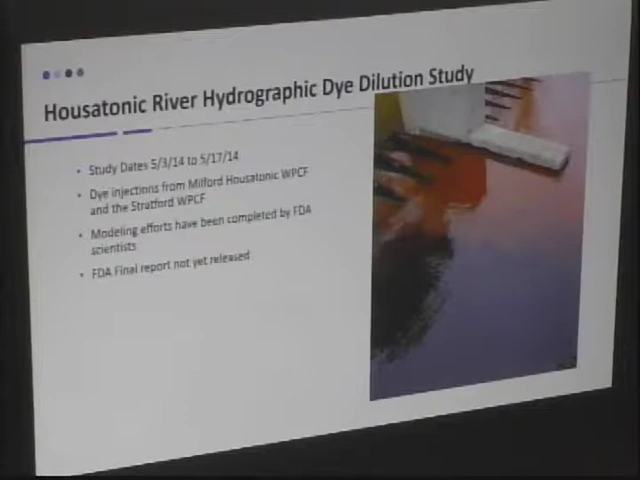 Housatonic River Hydrographic Dye Dilution Study
• Study Dates 5/3/14 to 5/17/14
• Dye injections from Milford Housatonic WPCF
and the Stratford WPCF
• Modeling efforts have been completed by FDA
scientists
• FDA Final report not yet released